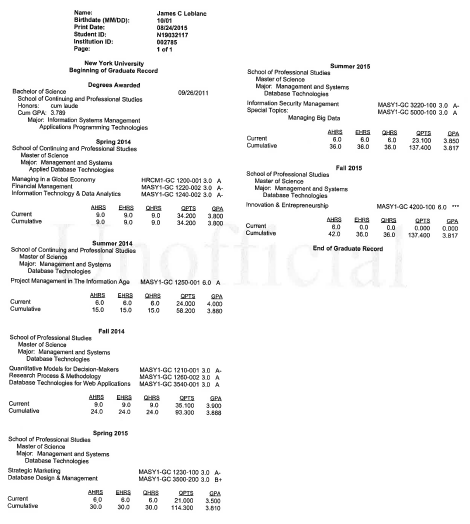 Name: James C Leblanc
Birthdate (MM/DD): 10/01
Print Date: 08/24/2015
Student ID: N19032117
Institution ID: 002785
Page: 1 of 1
New York University
Beginning of Graduate Record
Degrees Awarded
Bachelor of Science 09/26/2011
School of Continuing and Professional Studies
Honors: cum laude
Cum GPA: 3.789
Major: Information Systems Management
Applications Programming Technologies
Spring 2014
School of Continuing and Professional Studies
Master of Science
Major: Management and Systems
Applied Database Technologies
Managing in a Global Economy HRCM1-GC 1200-001 3.0 A
Financial Management MASY1-GC 1220-002 3.0 A-
Information Technology & Data Analytics MASY1-GC 1240-002 3.0 A-
AHRS EHRS QHRS QPTS GPA
Current 9.0 9.0 9.0 34.200 3.800
Cumulative 9.0 9.0 9.0 34.200 3.800
Summer 2014
School of Continuing and Professional Studies
Master of Science
Major: Management and Systems
Database Technologies
Project Management in The Information Age MASY1-GC 1250-001 6.0 A
AHRS EHRS QHRS QPTS GPA
Current 6.0 6.0 6.0 24.000 4.000
Cumulative 15.0 15.0 15.0 58.200 3.880
Fall 2014
School of Professional Studies
Master of Science
Major: Management and Systems
Database Technologies
Quantitative Models for Decision-Makers MASY1-GC 1210-001 3.0 A-
Research Process & Methodology MASY1-GC 1260-002 3.0 A
Database Technologies for Web Applications MASY1-GC 3540-001 3.0 A
AHRS EHRS QHRS QPTS GPA
Current 9.0 9.0 9.0 35.100 3.900
Cumulative 24.0 24.0 24.0 93.300 3.888
Spring 2015
School of Professional Studies
Master of Science
Major: Management and Systems
Database Technologies
Strategic Marketing MASY1-GC 1230-100 3.0 A-
Database Design & Management MASY1-GC 3500-200 3.0 B+
AHRS EHRS QHRS QPTS GPA
Current 6.0 6.0 6.0 21.000 3.500
Cumulative 30.0 30.0 30.0 114.300 3.810
Summer 2015
School of Professional Studies
Master of Science
Major: Management and Systems
Database Technologies
Information Security Management MASY1-GC 3220-100 3.0 A-
Special Topics: MASY1-GC 5000-100 3.0 A
Managing Big Data
AHRS EHRS QHRS QPTS GPA
Current 6.0 6.0 6.0 23.100 3.850
Cumulative 36.0 36.0 36.0 137.400 3.817
Fall 2015
School of Professional Studies
Master of Science
Major: Management and Systems
Database Technologies
Innovation & Entrepreneurship MASY1-GC 4200-100 6.0 ***
AHRS EHRS QHRS QPTS GPA
Current 6.0 0.0 0.0 0.000 0.000
Cumulative 42.0 36.0 36.0 137.400 3.817
End of Graduate Record
Unofficial